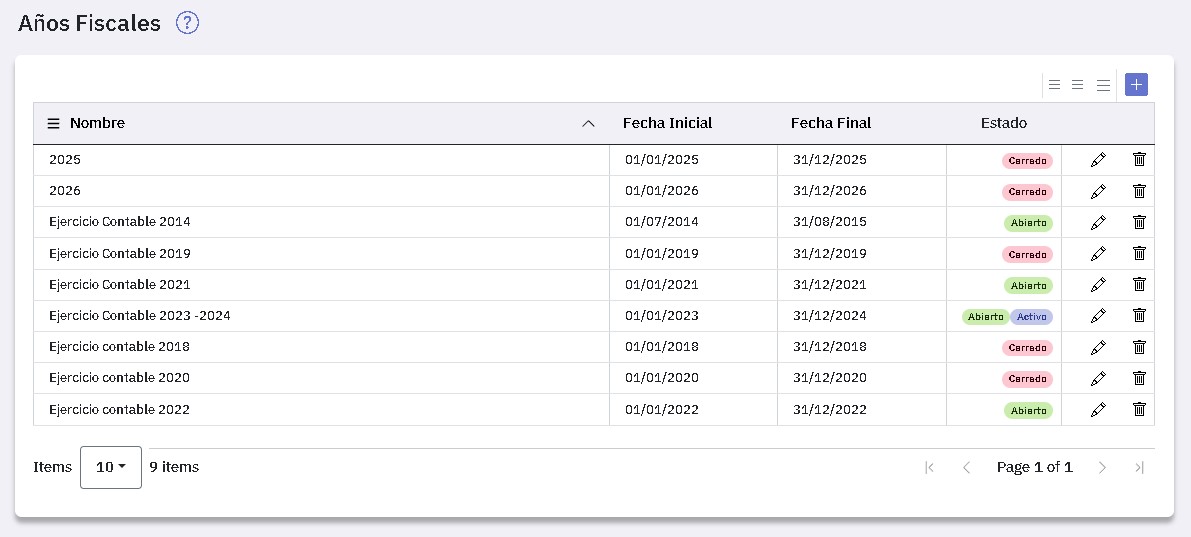 Años Fiscales ?
Nombre Fecha Inicial Fecha Final Estado
2025 01/01/2025 31/12/2025 Cerrado
2026 01/01/2026 31/12/2026 Cerrado
Ejercicio Contable 2014 01/07/2014 31/08/2015 Abierto
Ejercicio Contable 2019 01/01/2019 31/12/2019 Cerrado
Ejercicio Contable 2021 01/01/2021 31/12/2021 Abierto
Ejercicio Contable 2023 -2024 01/01/2023 31/12/2024 Abierto Activo
Ejercicio contable 2018 01/01/2018 31/12/2018 Cerrado
Ejercicio contable 2020 01/01/2020 31/12/2020 Cerrado
Ejercicio contable 2022 01/01/2022 31/12/2022 Abierto
Items 10 9 items Page 1 of 1